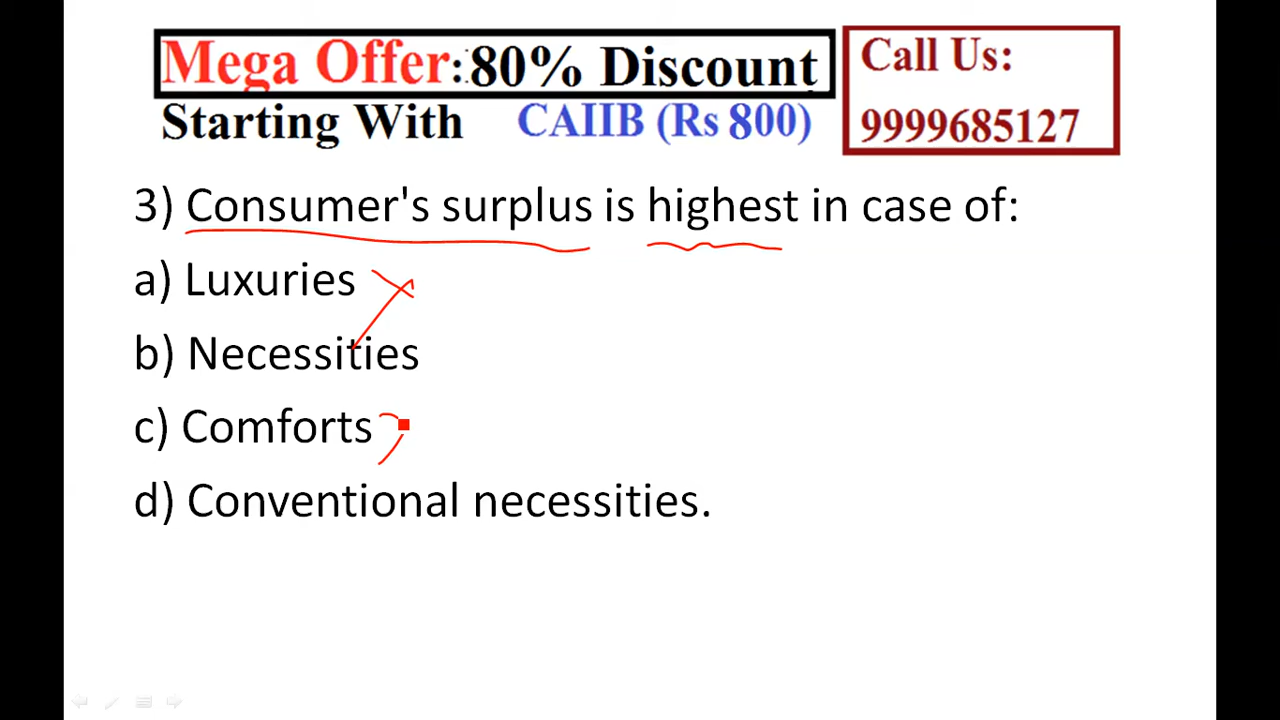 Mega Offer:80% Discount
Starting With CAIIB (Rs 800)
Call Us:
9999685127
3) Consumer's surplus is highest in case of:
a) Luxuries
b) Necessities
c) Comforts
d) Conventional necessities.